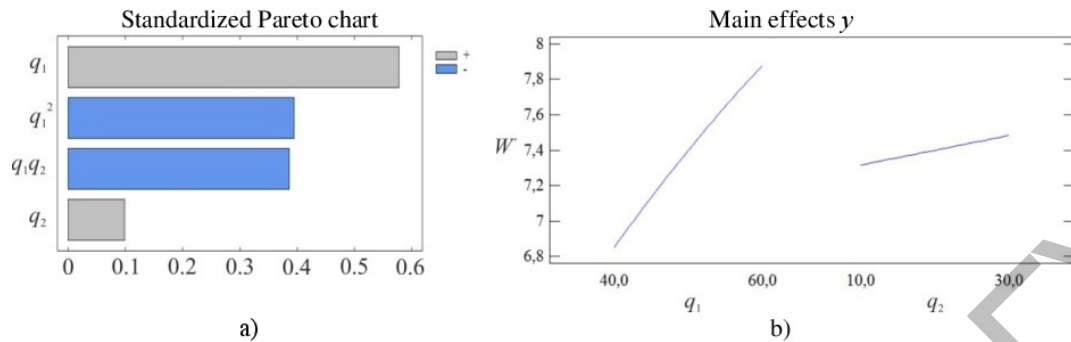 Standardized Pareto chart
+
-
q₁
q₁²
q₁q₂
q₂
0 0.1 0.2 0.3 0.4 0.5 0.6
a)
Main effects y
8
7,8
7,6
7,4
7,2
7
6,8
W
40,0 60,0 10,0 30,0
q₁ q₂
b)